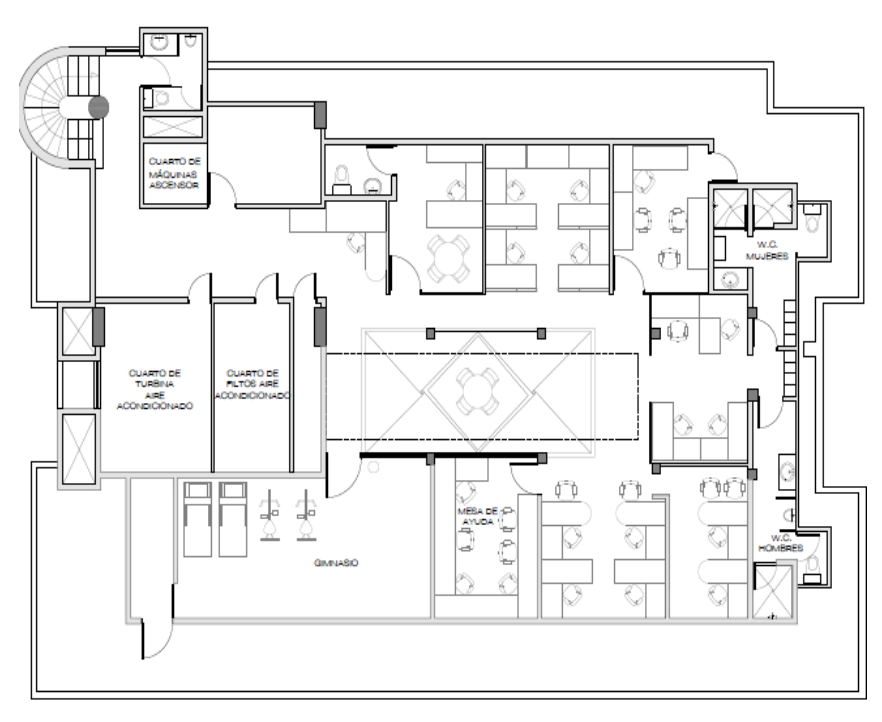 CUARTO DE
MÁQUINAS
ASCENSOR
W.C.
MUJERES
CUARTO DE
TURBINA
AIRE
ACONDICIONADO
CUARTO DE
FILTOS AIRE
ACONDICIONADO
MESA DE
AYUDA
W.C.
HOMBRES
GIMNASIO